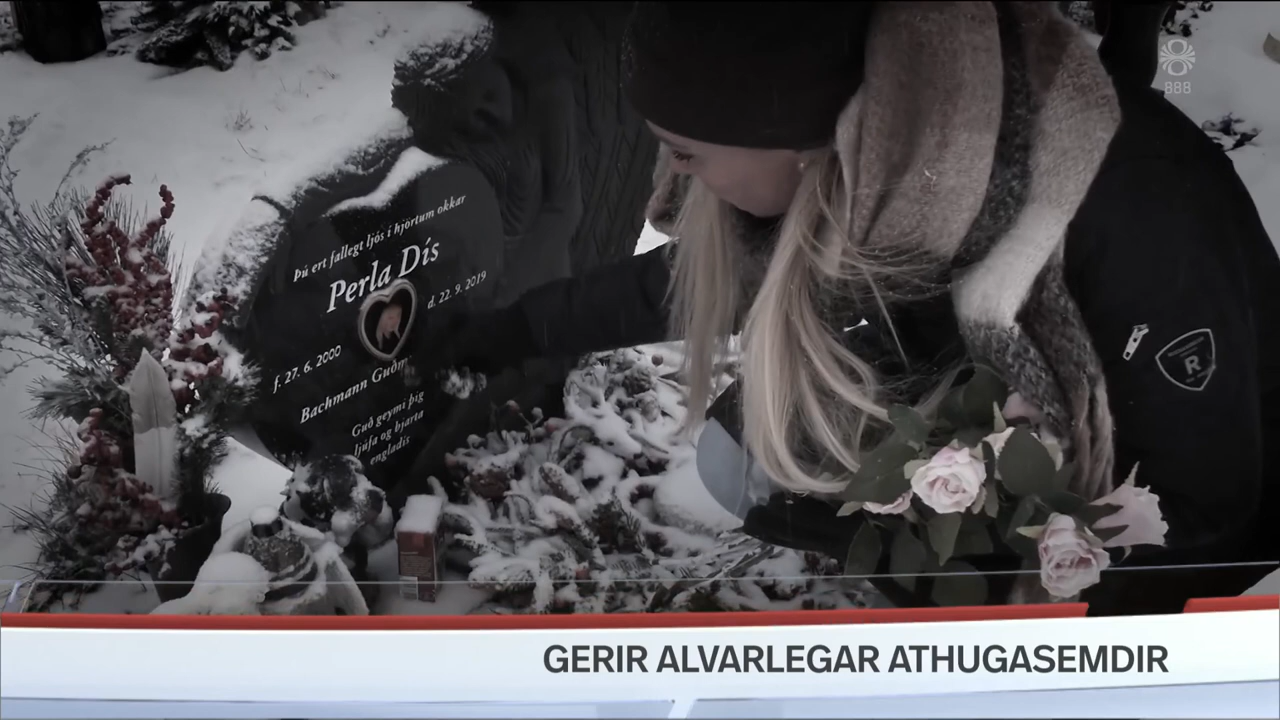 888
Þú ert fallegt ljós í hjörtum okkar
Perla Dís
d. 22. 9. 2019
f. 27. 6. 2000
Bachmann
Guð geymi þig
ljúfa og bjarta
engladís
R
GERIR ALVARLEGAR ATHUGASEMDIR